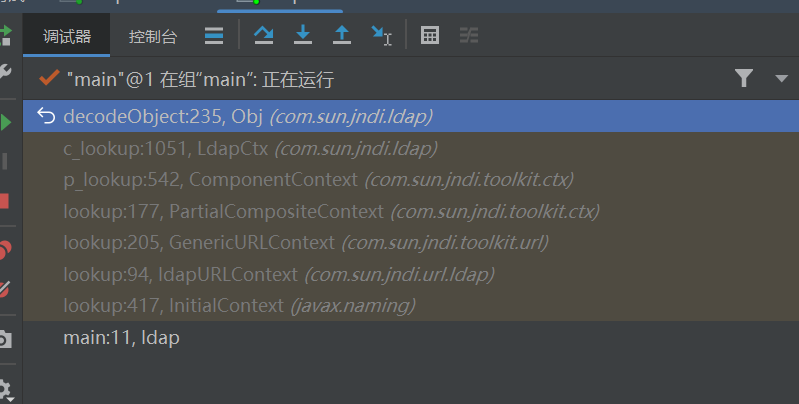 调试器 控制台
"main"@1 在组“main”: 正在运行
decodeObject:235, Obj (com.sun.jndi.ldap)
c_lookup:1051, LdapCtx (com.sun.jndi.ldap)
p_lookup:542, ComponentContext (com.sun.jndi.toolkit.ctx)
lookup:177, PartialCompositeContext (com.sun.jndi.toolkit.ctx)
lookup:205, GenericURLContext (com.sun.jndi.toolkit.url)
lookup:94, ldapURLContext (com.sun.jndi.url.ldap)
lookup:417, InitialContext (javax.naming)
main:11, ldap